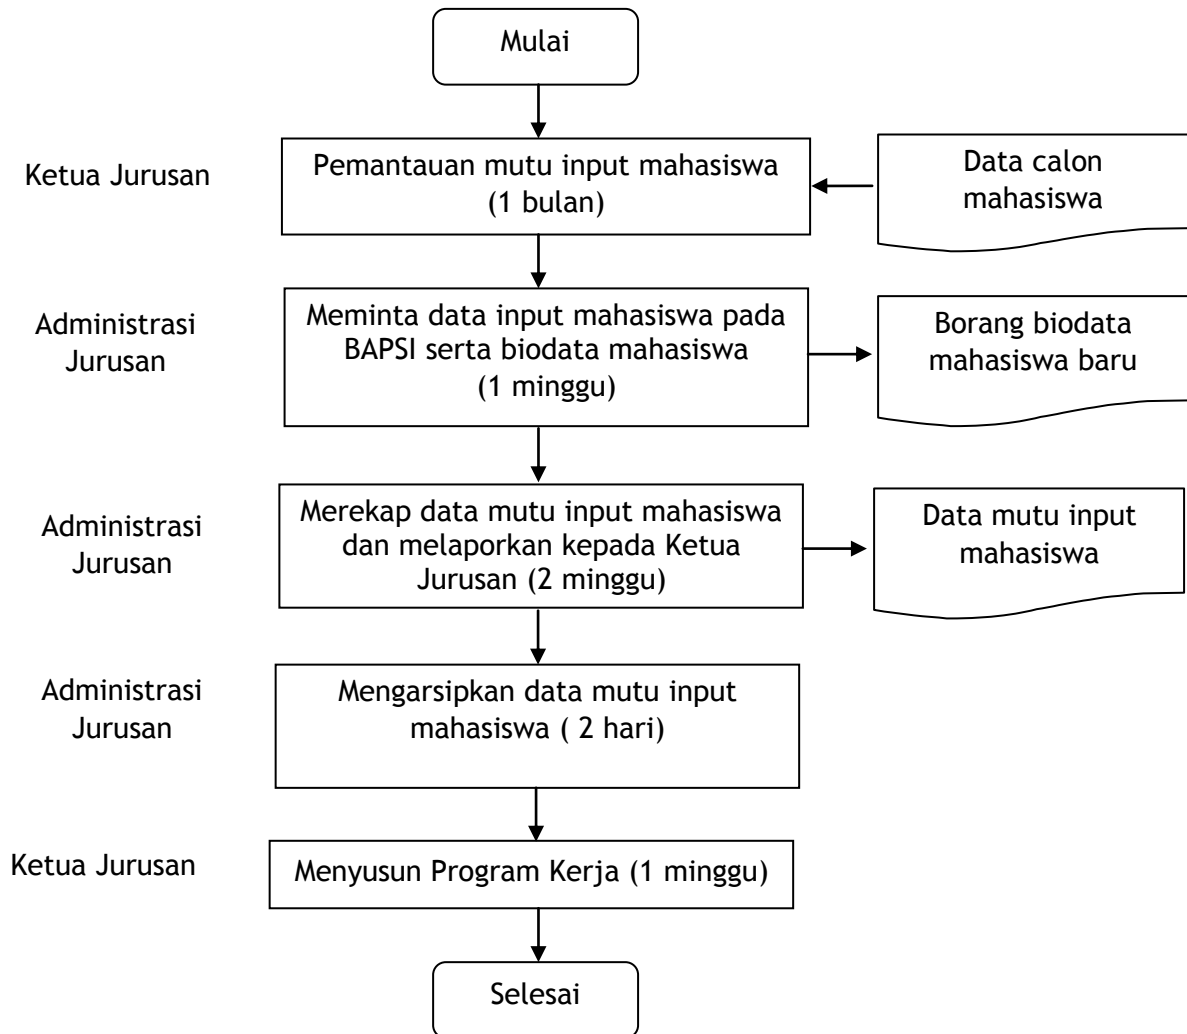 Mulai
Ketua Jurusan
Pemantauan mutu input mahasiswa
(1 bulan)
Data calon
mahasiswa
Administrasi
Jurusan
Meminta data input mahasiswa pada
BAPSI serta biodata mahasiswa
(1 minggu)
Borang biodata
mahasiswa baru
Administrasi
Jurusan
Merekap data mutu input mahasiswa
dan melaporkan kepada Ketua
Jurusan (2 minggu)
Data mutu input
mahasiswa
Administrasi
Jurusan
Mengarsipkan data mutu input
mahasiswa ( 2 hari)
Ketua Jurusan
Menyusun Program Kerja (1 minggu)
Selesai